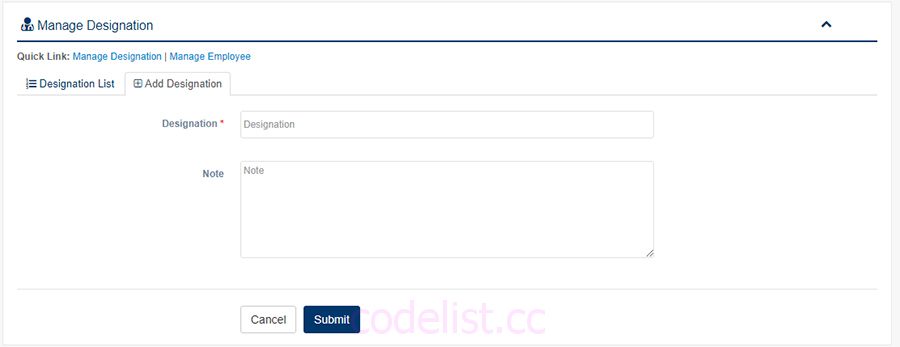 Manage Designation
Quick Link: Manage Designation | Manage Employee
Designation List Add Designation
Designation * Designation
Note Note
Cancel Submit codelist.cc